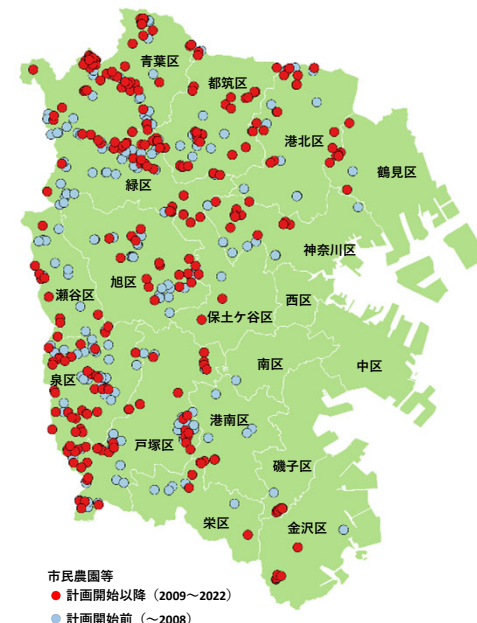 青葉区
都筑区
港北区
鶴見区
緑区
神奈川区
旭区
瀬谷区
西区
保土ケ谷区
南区
中区
泉区
港南区
戸塚区
磯子区
栄区
金沢区
市民農園等
計画開始以降（2009～2022）
計画開始前（～2008）